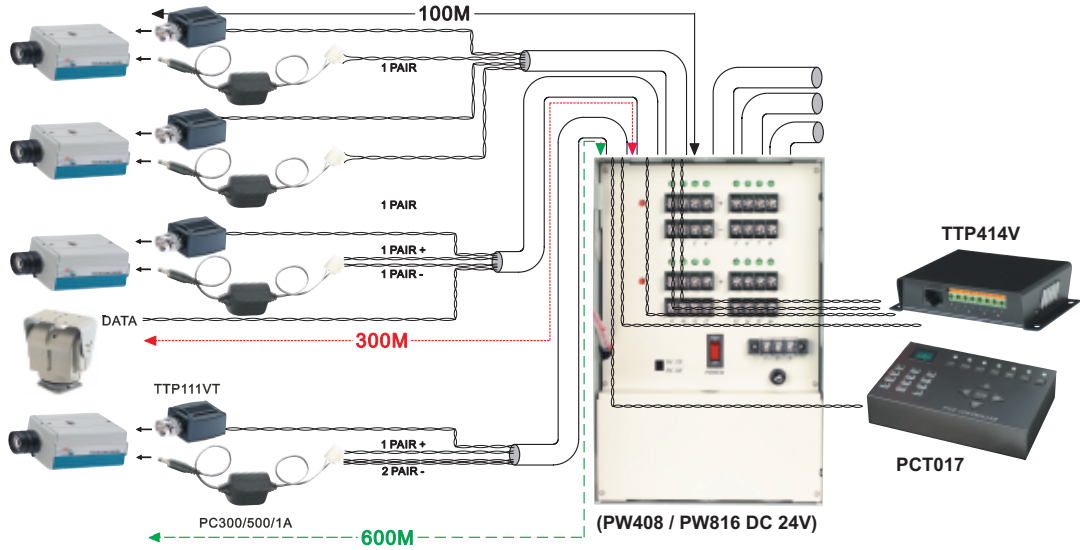 100M
1 PAIR
1 PAIR
1 PAIR +
1 PAIR -
DATA
300M
TTP111VT
1 PAIR +
2 PAIR -
PC300/500/1A
600M
(PW408 / PW816 DC 24V)
TTP414V
PCT017